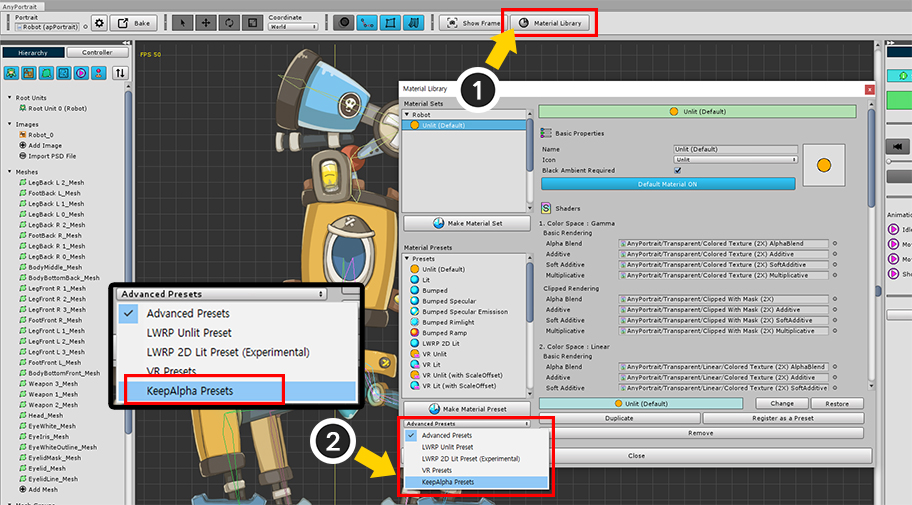 AnyPortrait
Portrait
Robot (apPortrait)
Bake
Coordinate
World
Show Frame
Material Library
Hierarchy
Controller
FPS 50
Root Units
Root Unit 0 (Robot)
Images
Robot_0
Add Image
Import PSD File
Meshes
LegBack L 2_Mesh
FootBack L_Mesh
LegBack L 1_Mesh
LegBack L 0_Mesh
LegBack R 2_Mesh
FootBack R_Mesh
LegBack R 1_Mesh
LegBack R 0_Mesh
BodyMiddle_Mesh
BodyBottomBack_Mesh
LegFront R 1_Mesh
LegFront R 2_Mesh
LegFront R 3_Mesh
FootFront R_Mesh
LegFront L 1_Mesh
LegFront L 2_Mesh
LegFront L 3_Mesh
FootFront L_Mesh
BodyBottomFront_Mesh
Weapon 3_Mesh
Weapon 1_Mesh
Weapon 2_Mesh
Head_Mesh
EyeWhite_Mesh
EyeIris_Mesh
EyeWhiteOutline_Mesh
EyelidMask_Mesh
Eyelid_Mesh
EyelidLine_Mesh
Add Mesh
1
Material Library
Material Sets
Robot
Unlit (Default)
Make Material Set
Material Presets
Presets
Unlit (Default)
Lit
Bumped
Bumped Specular
Bumped Specular Emission
Bumped Rimlight
Bumped Ramp
LWRP 2D Lit
VR Unlit
VR Lit
VR Unlit (with ScaleOffset)
VR Lit (with ScaleOffset)
Make Material Preset
Advanced Presets
Advanced Presets
LWRP Unlit Preset
LWRP 2D Lit Preset (Experimental)
VR Presets
KeepAlpha Presets
Unlit (Default)
Basic Properties
Name
Unlit (Default)
Icon
Unlit
Black Ambient Required
Default Material ON
Shaders
1. Color Space : Gamma
Basic Rendering
Alpha Blend
AnyPortrait/Transparent/Colored Texture (2X) AlphaBlend
Additive
AnyPortrait/Transparent/Colored Texture (2X) Additive
Soft Additive
AnyPortrait/Transparent/Colored Texture (2X) SoftAdditive
Multiplicative
AnyPortrait/Transparent/Colored Texture (2X) Multiplicative
Clipped Rendering
Alpha Blend
AnyPortrait/Transparent/Clipped With Mask (2X)
Additive
AnyPortrait/Transparent/Clipped With Mask (2X) Additive
Soft Additive
AnyPortrait/Transparent/Clipped With Mask (2X) SoftAdditive
Multiplicative
AnyPortrait/Transparent/Clipped With Mask (2X) Multiplicative
2. Color Space : Linear
Basic Rendering
Alpha Blend
AnyPortrait/Transparent/Linear/Colored Texture (2X) AlphaBlend
Additive
AnyPortrait/Transparent/Linear/Colored Texture (2X) Additive
Soft Additive
AnyPortrait/Transparent/Linear/Colored Texture (2X) SoftAdditive
Unlit (Default)
Change
Restore
Duplicate
Register as a Preset
Remove
Close
Advanced Presets
Advanced Presets
LWRP Unlit Preset
LWRP 2D Lit Preset (Experimental)
VR Presets
KeepAlpha Presets
2